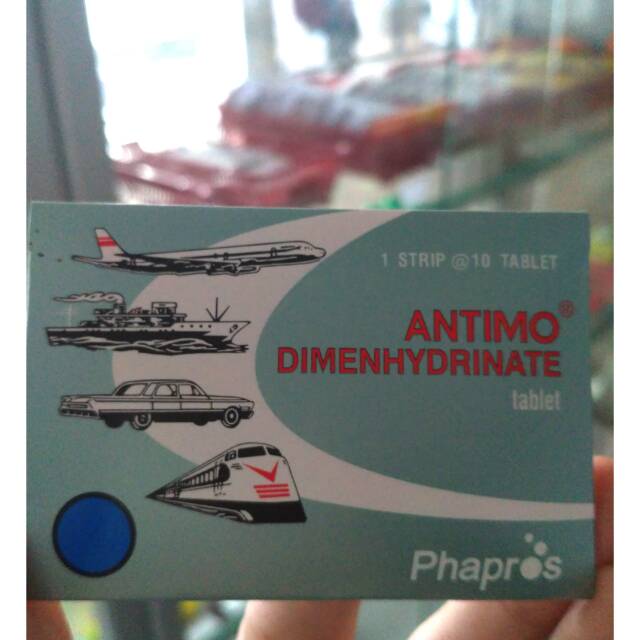 1 STRIP @10 TABLET
ANTIMO®
DIMENHYDRINATE
tablet
Phapros